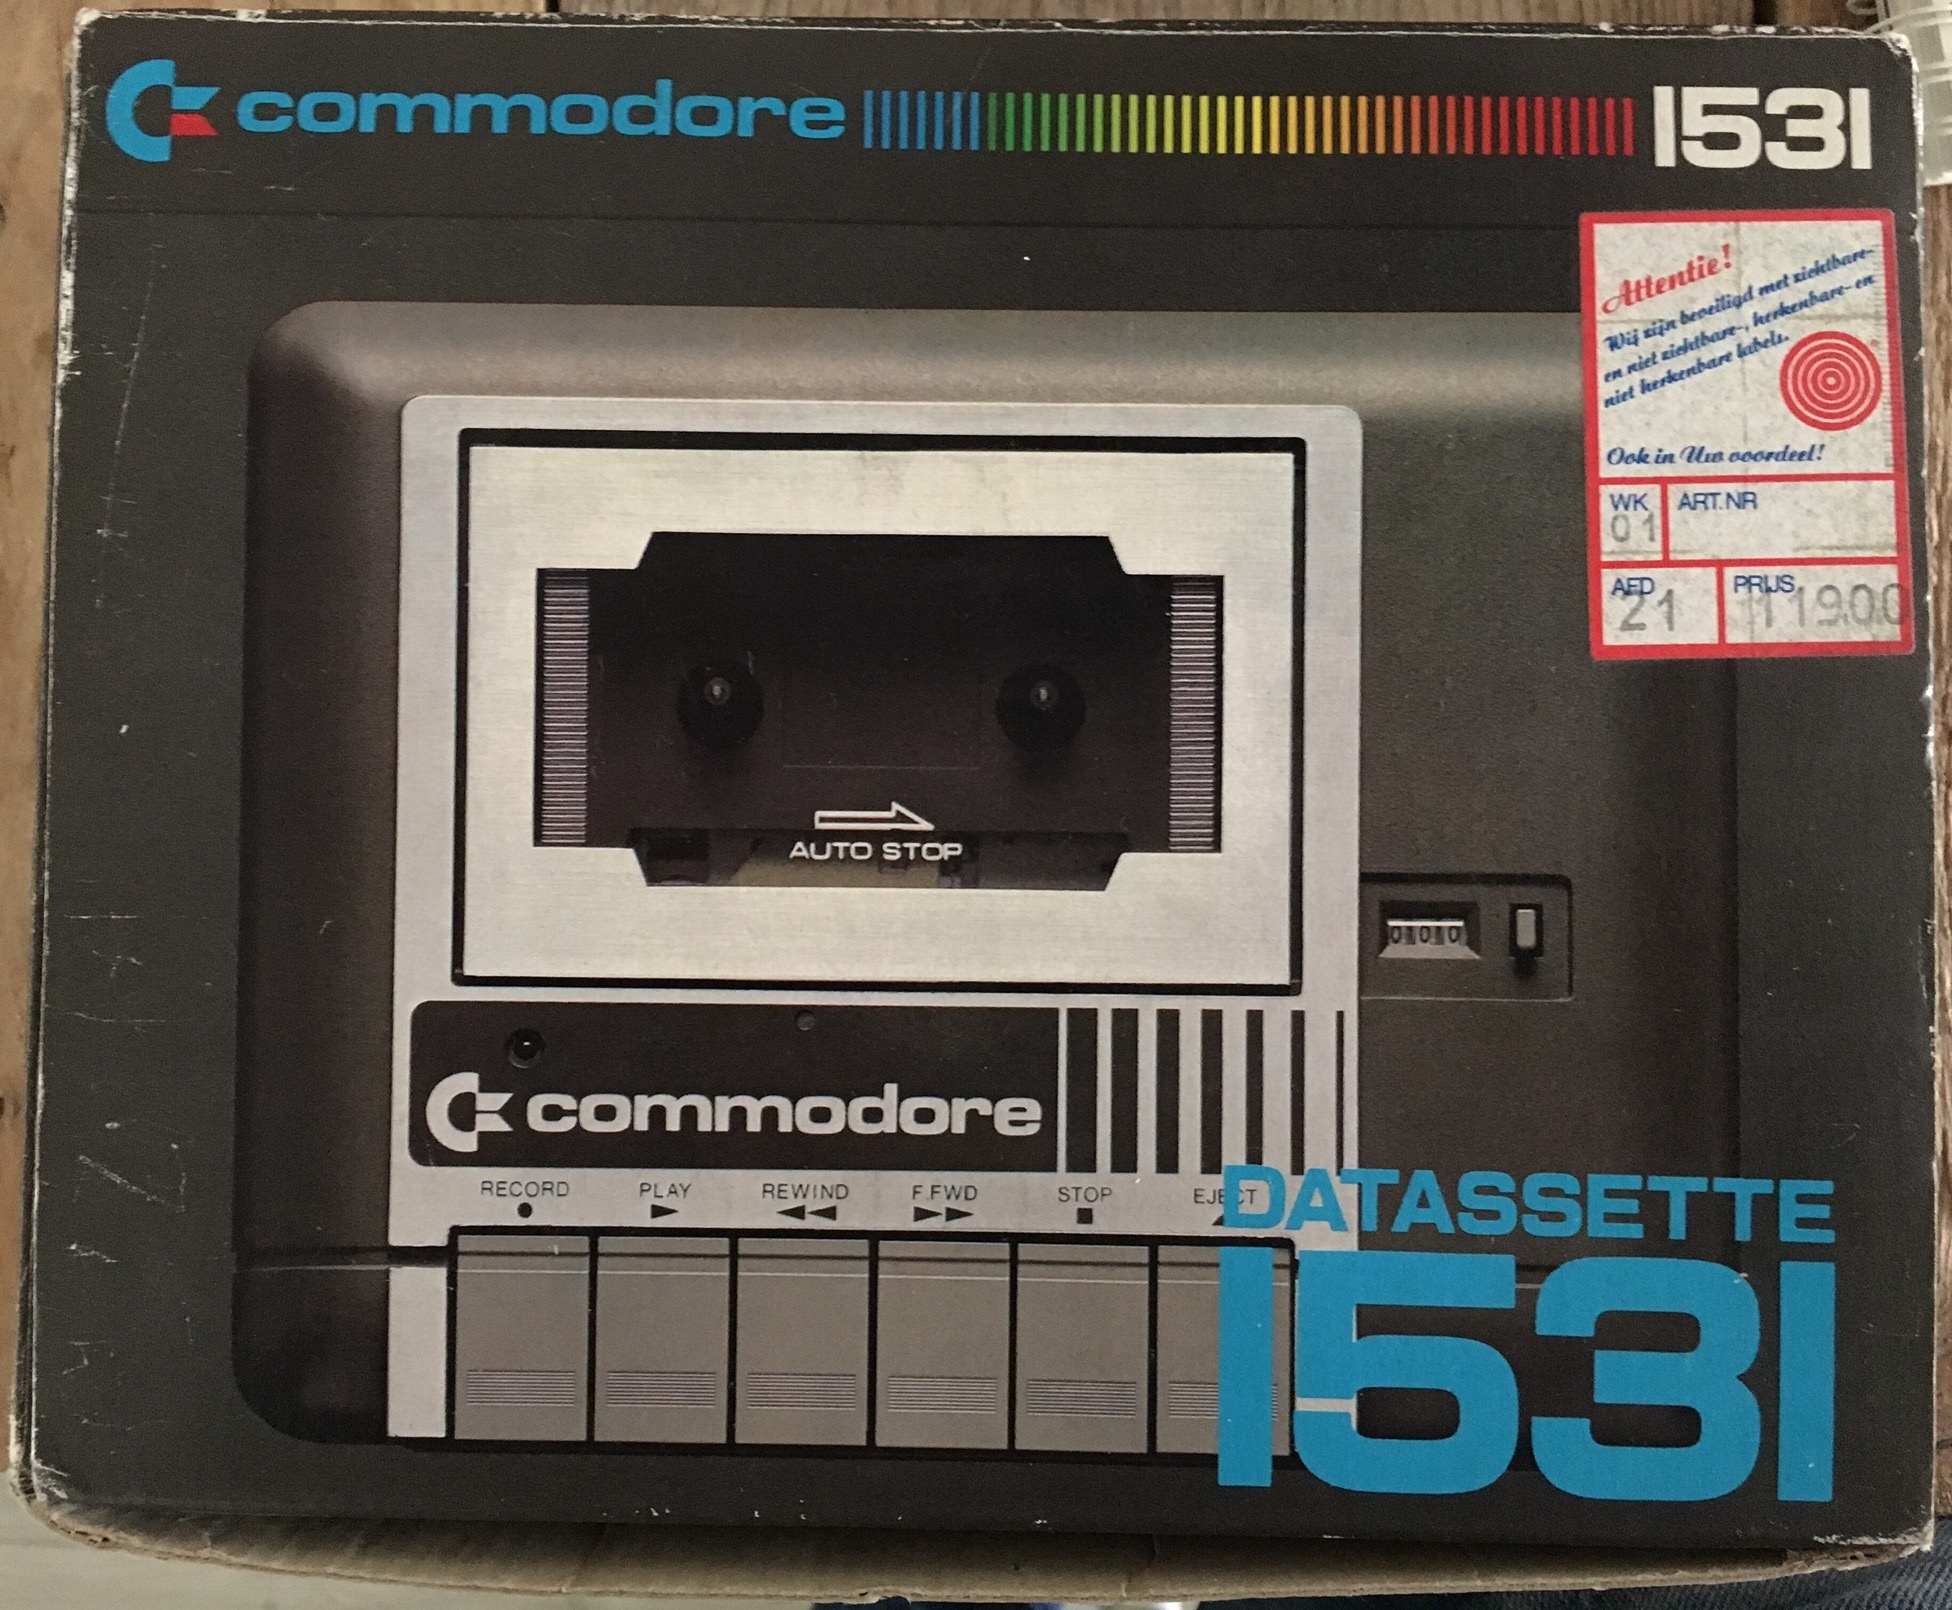 commodore 1531
Attentie!
Wij zijn beveiligd met zichtbare-
en niet zichtbare-, herkenbare- en
niet herkenbare labels.
Ook in Uw voordeel!
WK ART.NR
01
AFD PRIJS
21 119.00
AUTO STOP
010
commodore
RECORD PLAY REWIND F.FWD STOP EJECT
DATASSETTE
1531